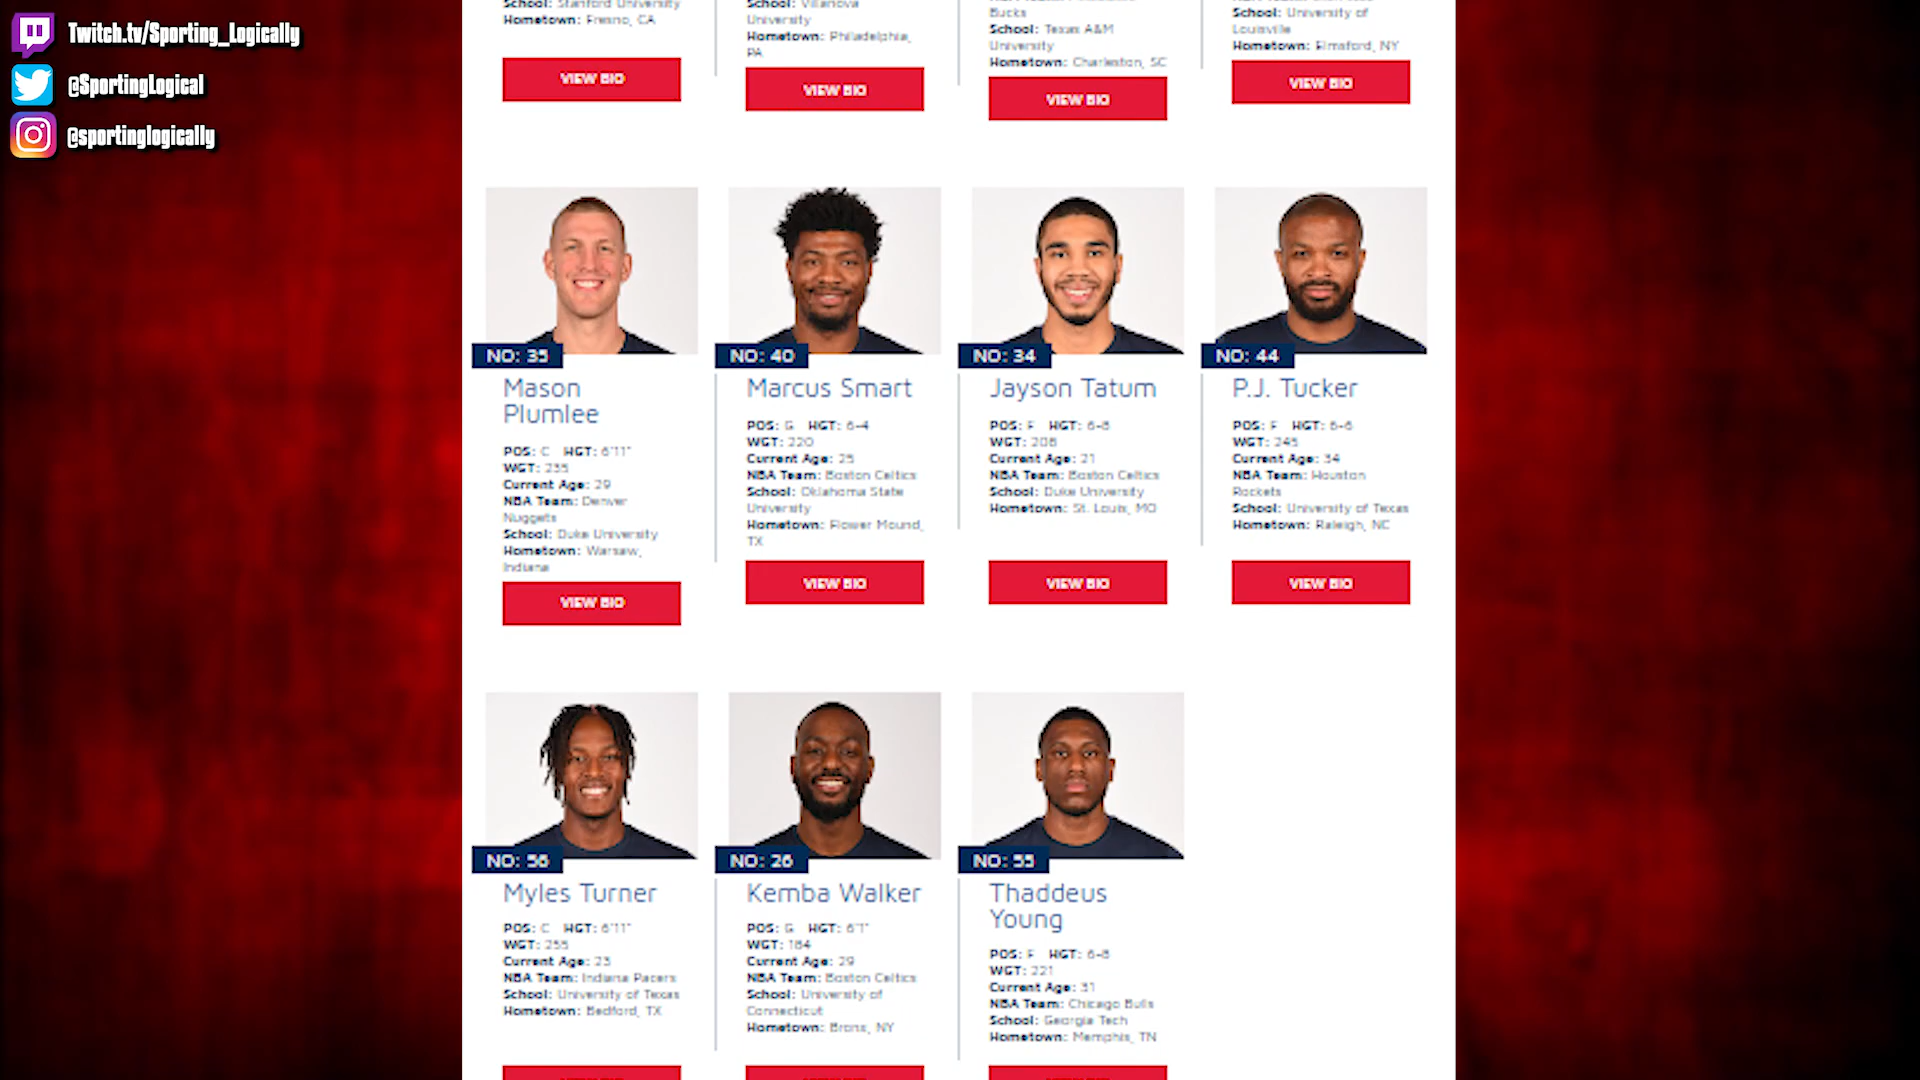 Twitch.tv/Sporting_Logically
@SportingLogical
@sportinglogically
School: Stanford University
Hometown: Fresno, CA
VIEW BIO
School: Villanova
University
Hometown: Philadelphia,
PA
VIEW BIO
Bucks
School: Texas A&M
University
Hometown: Charleston, SC
VIEW BIO
School: University of
Louisville
Hometown: Elmsford, NY
VIEW BIO
NO: 35
Mason
Plumlee
POS: C HGT: 6'11"
WGT: 235
Current Age: 29
NBA Team: Denver
Nuggets
School: Duke University
Hometown: Warsaw,
Indiana
VIEW BIO
NO: 40
Marcus Smart
POS: G HGT: 6-4
WGT: 220
Current Age: 25
NBA Team: Boston Celtics
School: Oklahoma State
University
Hometown: Flower Mound,
TX
VIEW BIO
NO: 34
Jayson Tatum
POS: F HGT: 6-8
WGT: 208
Current Age: 21
NBA Team: Boston Celtics
School: Duke University
Hometown: St. Louis, MO
VIEW BIO
NO: 44
P.J. Tucker
POS: F HGT: 6-6
WGT: 245
Current Age: 34
NBA Team: Houston
Rockets
School: University of Texas
Hometown: Raleigh, NC
VIEW BIO
NO: 56
Myles Turner
POS: C HGT: 6'11"
WGT: 255
Current Age: 23
NBA Team: Indiana Pacers
School: University of Texas
Hometown: Bedford, TX
NO: 26
Kemba Walker
POS: G HGT: 6'1"
WGT: 184
Current Age: 29
NBA Team: Boston Celtics
School: University of
Connecticut
Hometown: Bronx, NY
NO: 55
Thaddeus
Young
POS: F HGT: 6-8
WGT: 221
Current Age: 31
NBA Team: Chicago Bulls
School: Georgia Tech
Hometown: Memphis, TN